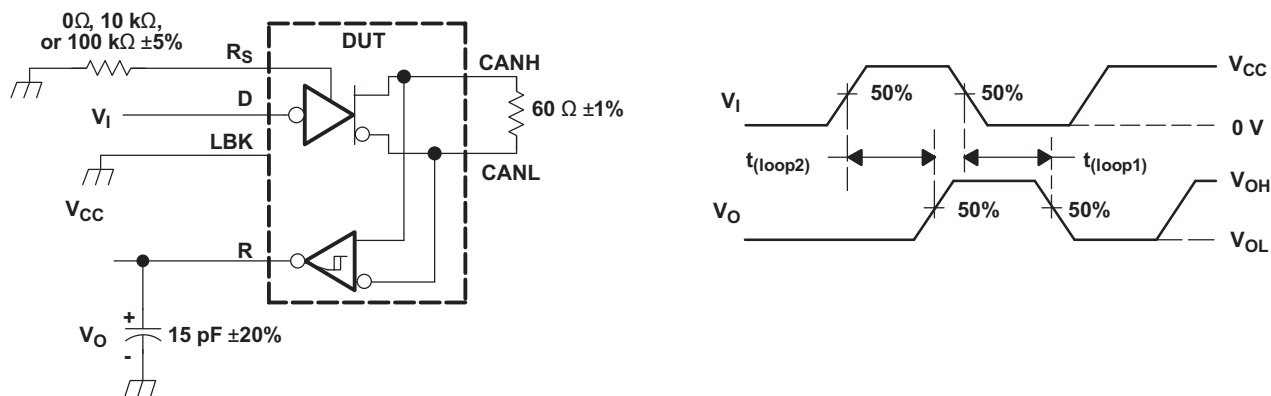 0Ω, 10 kΩ,
or 100 kΩ ±5%
RS
DUT
CANH
D
VI
60 Ω ±1%
LBK
CANL
VCC
R
VO
+
-
15 pF ±20%
VI
50%
50%
VCC
0 V
t(loop2)
t(loop1)
VO
50%
50%
VOH
VOL